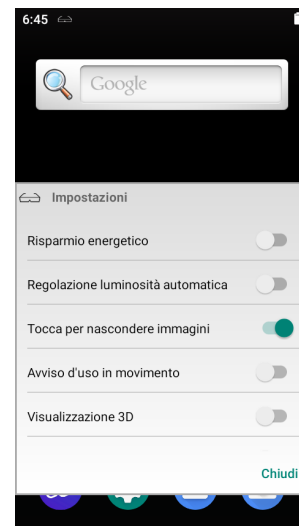 6:45
Google
Impostazioni
Risparmio energetico
Regolazione luminosità automatica
Tocca per nascondere immagini
Avviso d'uso in movimento
Visualizzazione 3D
Chiudi